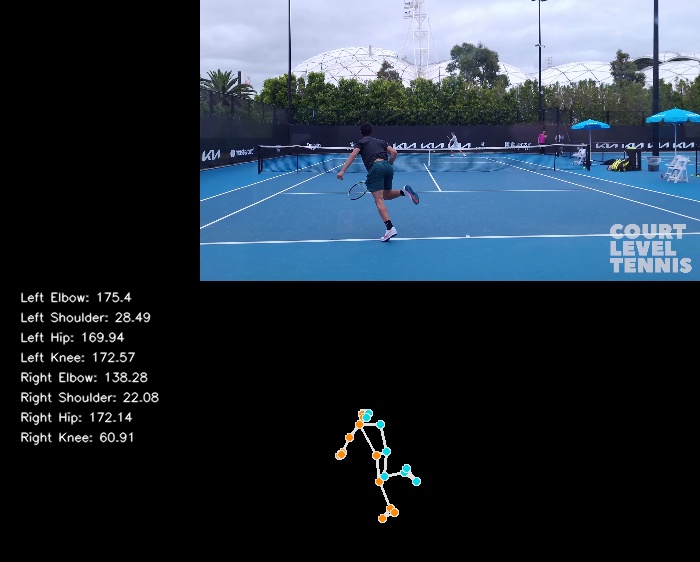 KIA
COURT
LEVEL
TENNIS
Left Elbow: 175.4
Left Shoulder: 28.49
Left Hip: 169.94
Left Knee: 172.57
Right Elbow: 138.28
Right Shoulder: 22.08
Right Hip: 172.14
Right Knee: 60.91